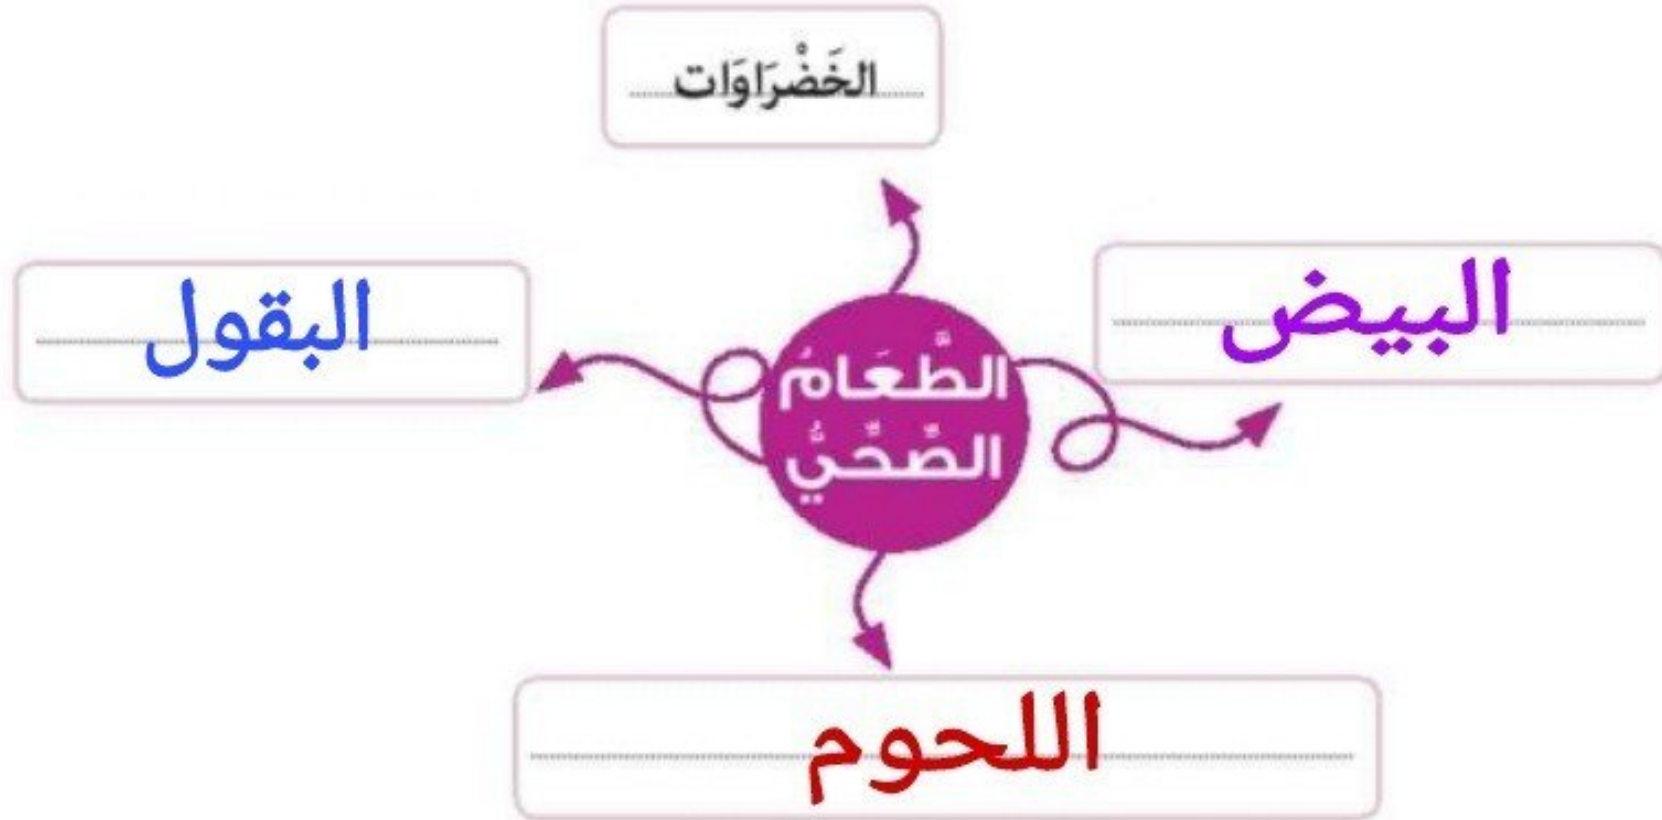 الخَضْرَاوَات
البيض
البقول
الطَّعَامُ
الصِّحِّيُّ
اللحوم